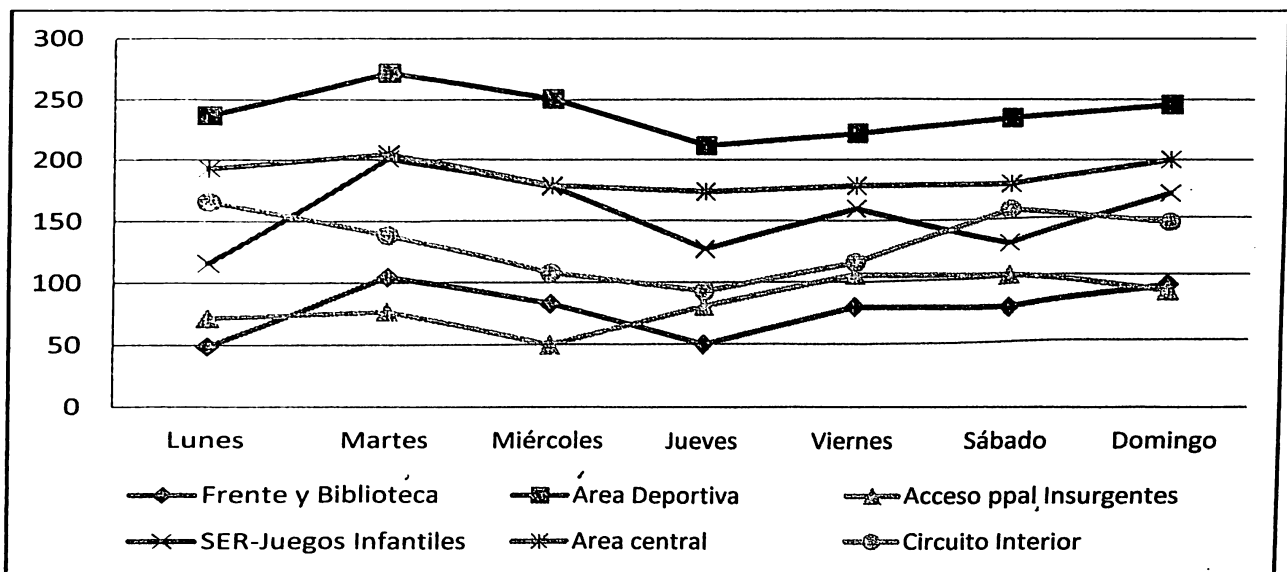 300
250
200
150
100
50
0
Lunes Martes Miércoles Jueves Viernes Sábado Domingo
Frente y Biblioteca Área Deportiva Acceso ppal Insurgentes
SER-Juegos Infantiles Area central Circuito Interior